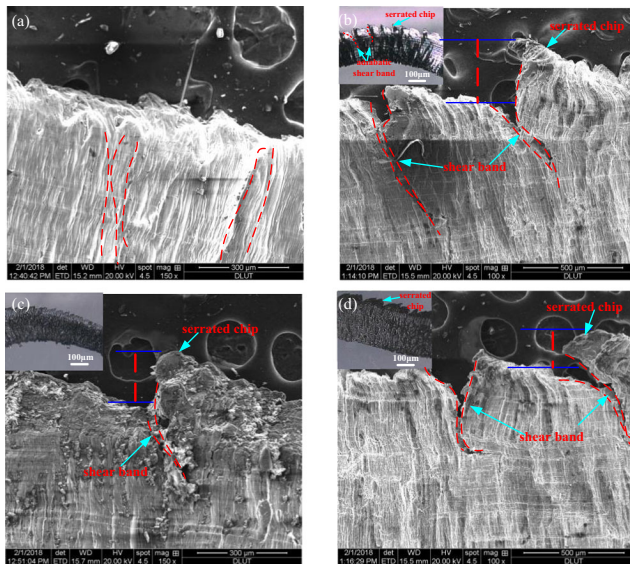 (a)
2/1/2018 det WD HV spot mag ⊞ 300 µm
12:40:42 PM ETD 15.2 mm 20.00 kV 4.5 150 x DLUT
(b)
serrated chip
shear band
100µm
serrated chip
shear band
2/1/2018 det WD HV spot mag ⊞ 500 µm
1:14:10 PM ETD 15.5 mm 20.00 kV 4.5 100 x DLUT
(c)
100µm
serrated chip
shear band
2/1/2018 det WD HV spot mag ⊞ 300 µm
12:51:04 PM ETD 15.7 mm 20.00 kV 4.5 150 x DLUT
(d)
serrated
chip
100µm
serrated chip
shear band
2/1/2018 det WD HV spot mag ⊞ 500 µm
1:16:29 PM ETD 15.5 mm 20.00 kV 4.5 100 x DLUT